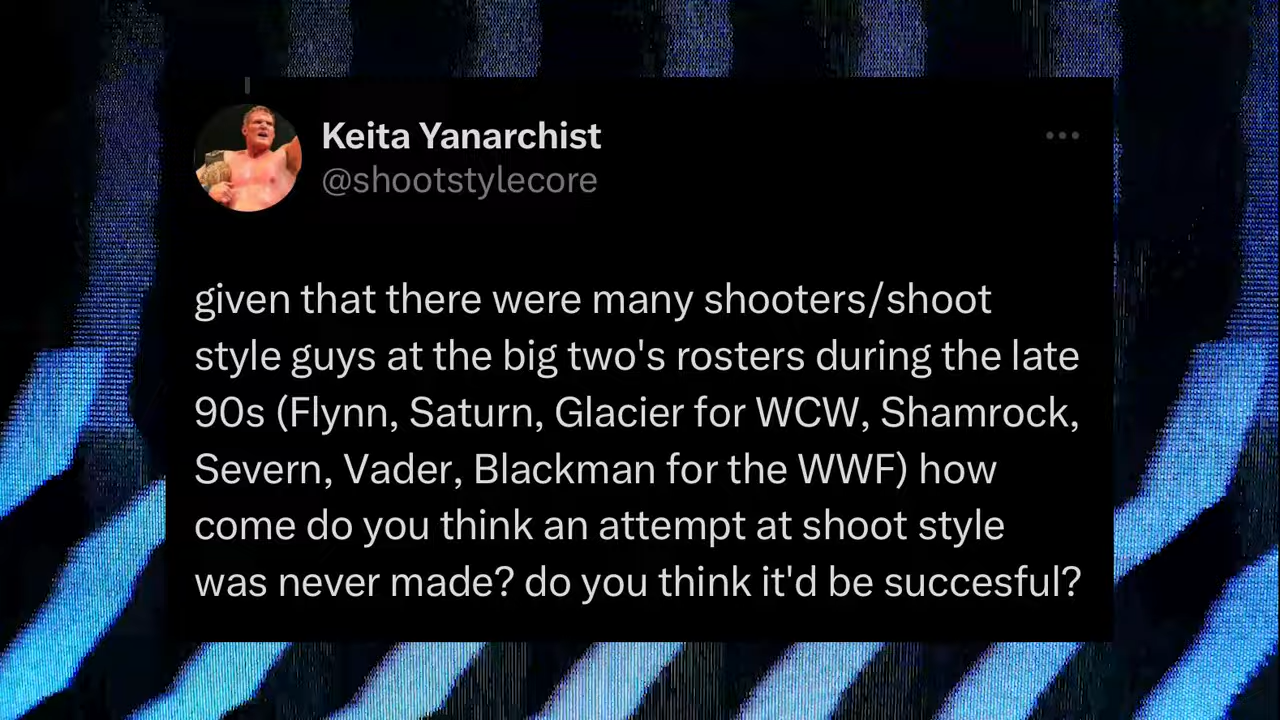 Keita Yanarchist
@shootstylecore
given that there were many shooters/shoot
style guys at the big two's rosters during the late
90s (Flynn, Saturn, Glacier for WCW, Shamrock,
Severn, Vader, Blackman for the WWF) how
come do you think an attempt at shoot style
was never made? do you think it'd be succesful?